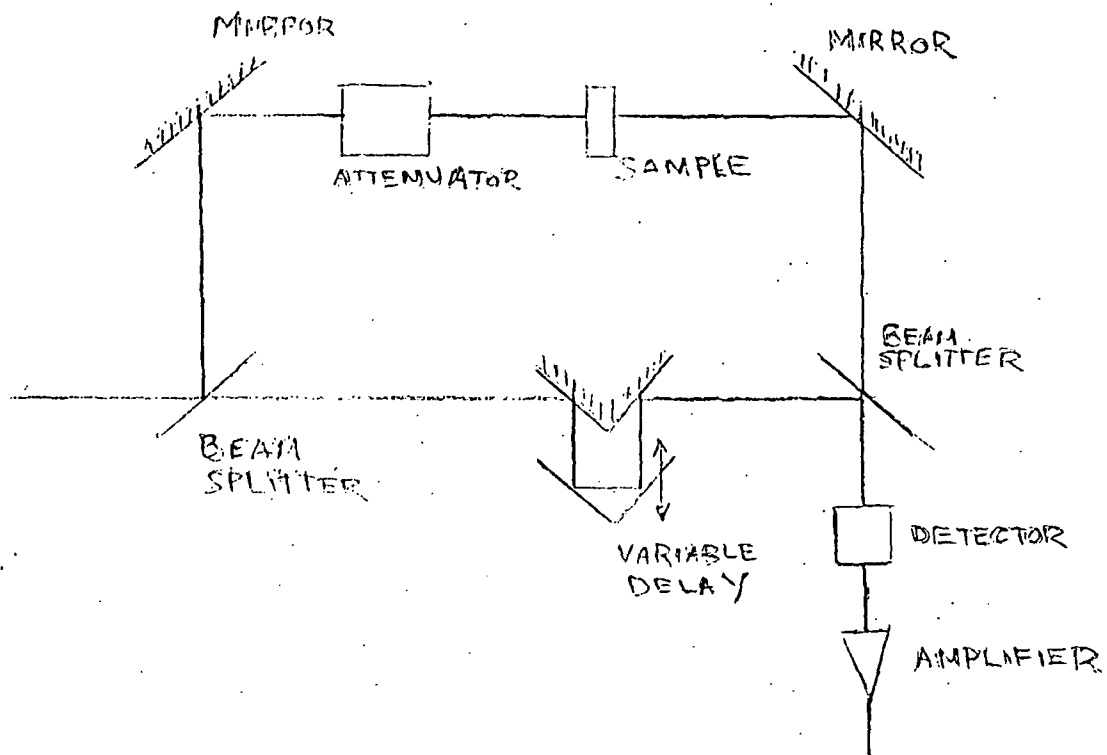 MIRROR
MIRROR
ATTENUATOR
SAMPLE
BEAM
SPLITTER
BEAM
SPLITTER
VARIABLE
DELAY
DETECTOR
AMPLIFIER